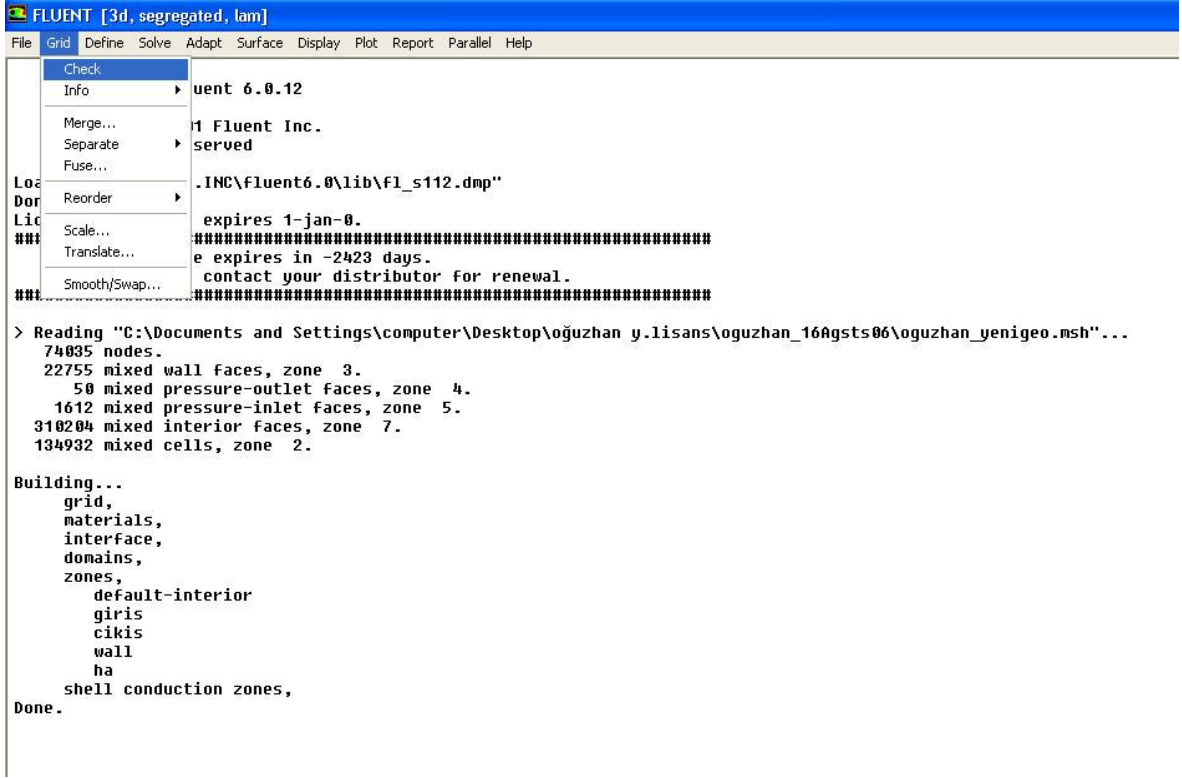 FLUENT [3d, segregated, lam]
File Grid Define Solve Adapt Surface Display Plot Report Parallel Help
Check
Info
Merge...
Separate
Fuse...
Reorder
Scale...
Translate...
Smooth/Swap...
uent 6.0.12
1 Fluent Inc.
served
Loa .INC\fluent6.0\lib\fl_s112.dmp"
Don
Lic expires 1-jan-0.
################################################################
e expires in -2423 days.
contact your distributor for renewal.
################################################################
> Reading "C:\Documents and Settings\computer\Desktop\oğuzhan y.lisans\oguzhan_16Agsts06\oguzhan_yenigeo.msh"...
74035 nodes.
22755 mixed wall faces, zone 3.
50 mixed pressure-outlet faces, zone 4.
1612 mixed pressure-inlet faces, zone 5.
310204 mixed interior faces, zone 7.
134932 mixed cells, zone 2.
Building...
grid,
materials,
interface,
domains,
zones,
default-interior
giris
cikis
wall
ha
shell conduction zones,
Done.